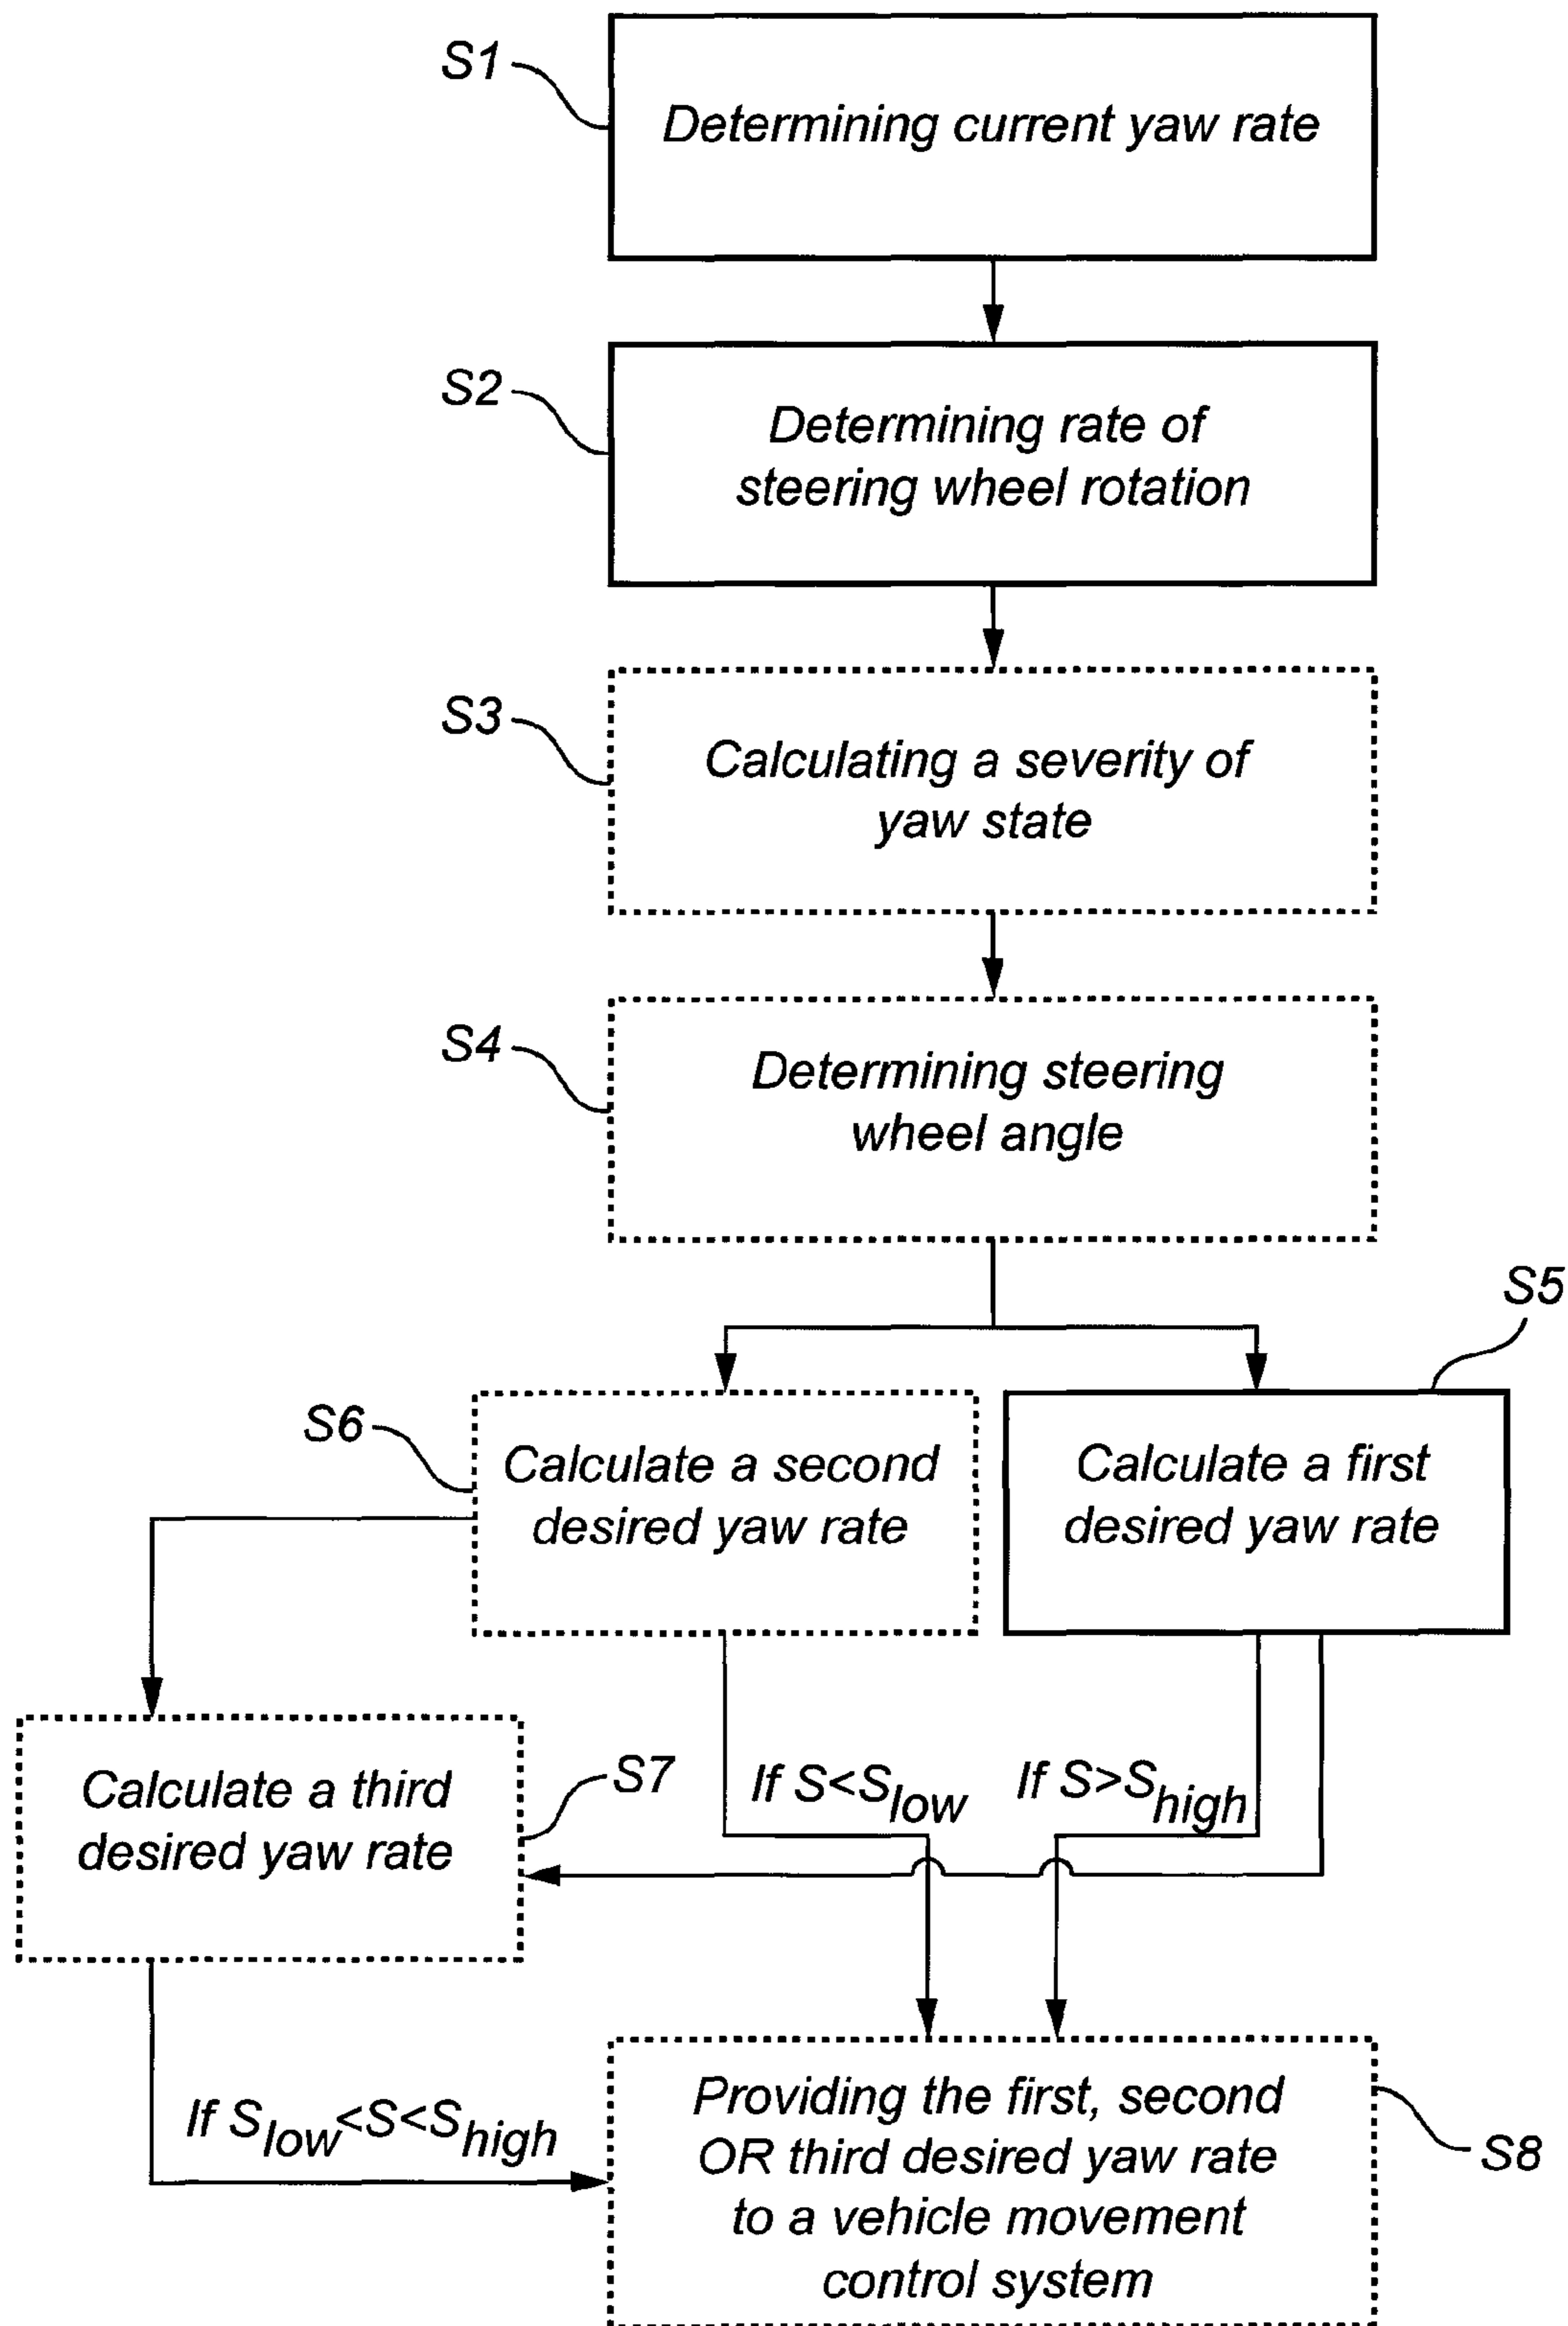 S1
Determining current yaw rate
S2
Determining rate of
steering wheel rotation
S3
Calculating a severity of
yaw state
S4
Determining steering
wheel angle
S5
S6
Calculate a second
desired yaw rate
Calculate a first
desired yaw rate
Calculate a third
desired yaw rate
S7
If S<Slow
If S>Shigh
If Slow<S<Shigh
Providing the first, second
OR third desired yaw rate
to a vehicle movement
control system
S8